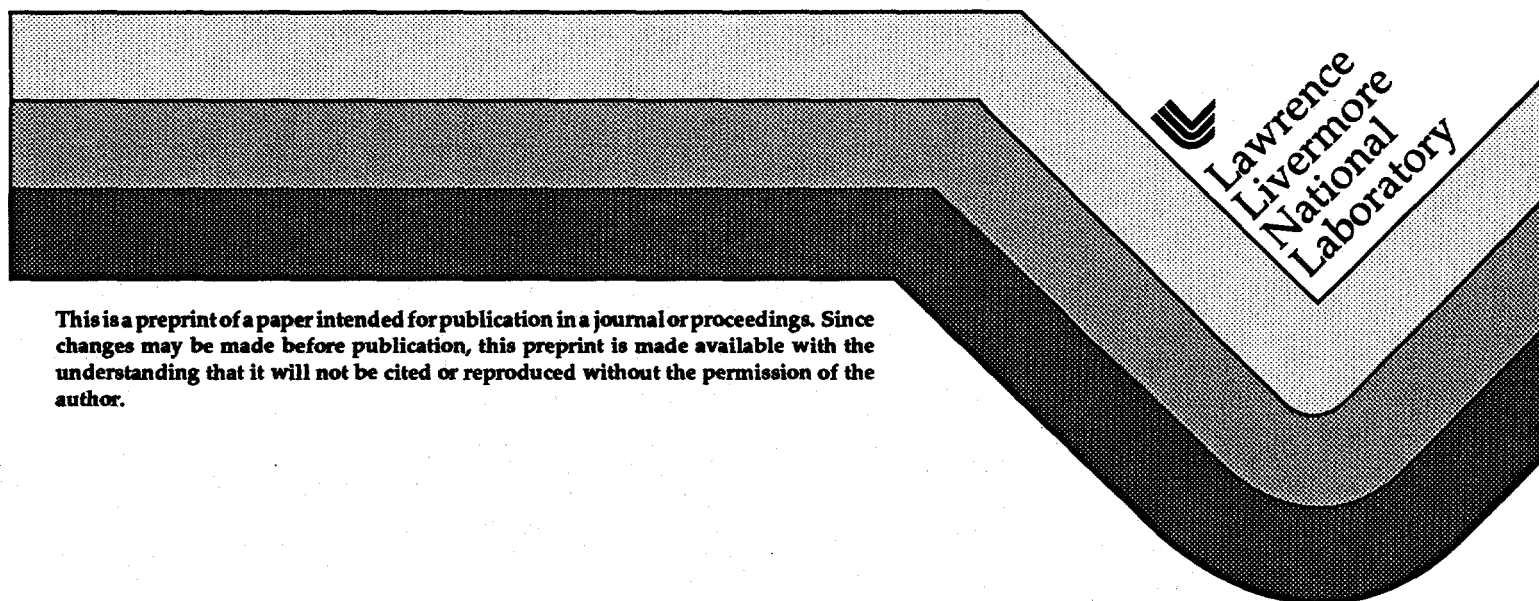 Lawrence
Livermore
National
Laboratory
This is a preprint of a paper intended for publication in a journal or proceedings. Since
changes may be made before publication, this preprint is made available with the
understanding that it will not be cited or reproduced without the permission of the
author.